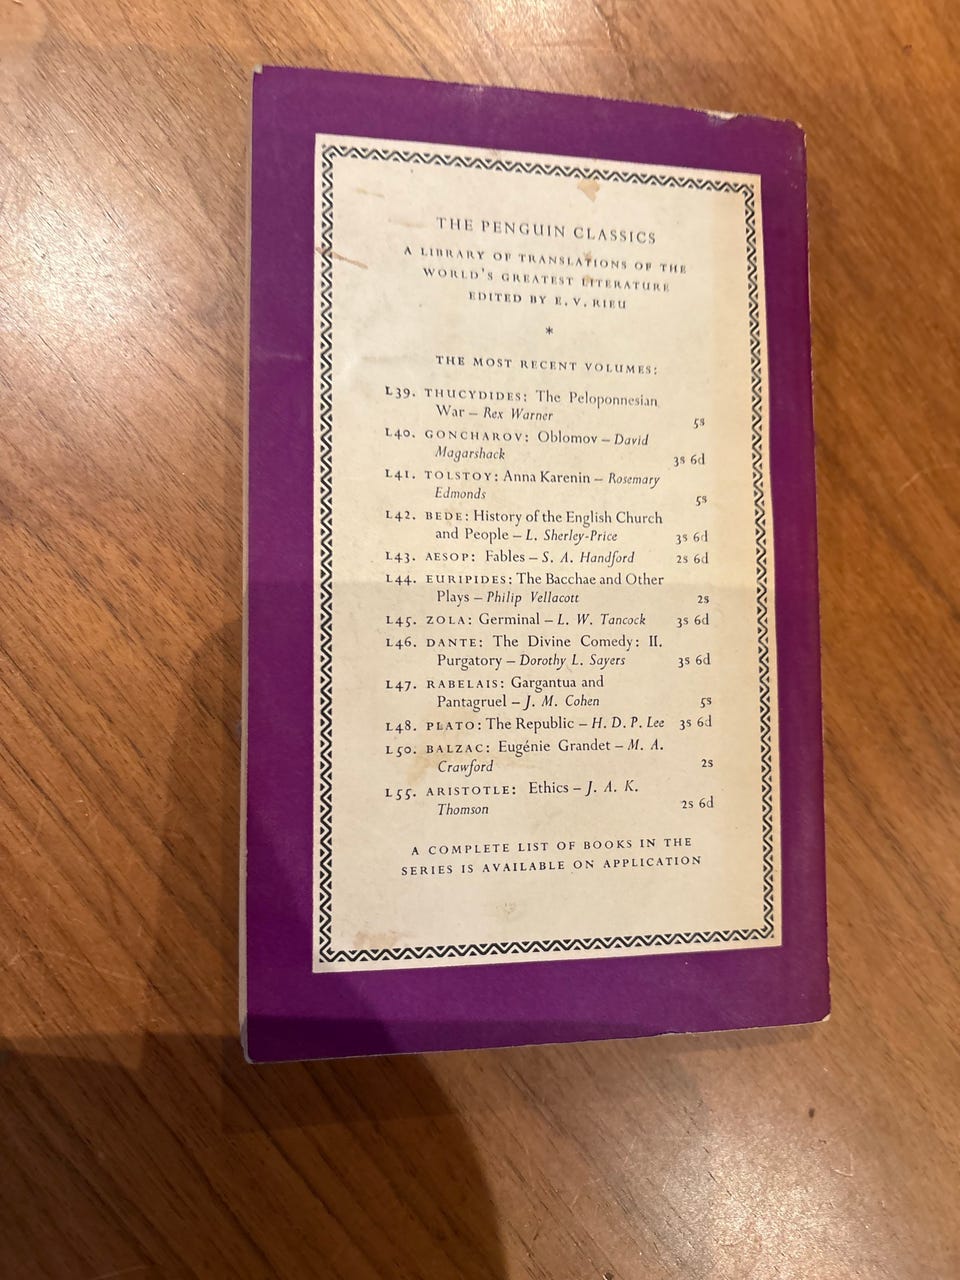 THE PENGUIN CLASSICS
A LIBRARY OF TRANSLATIONS OF THE
WORLD'S GREATEST LITERATURE
EDITED BY E. V. RIEU
*
THE MOST RECENT VOLUMES:
L39. THUCYDIDES: The Peloponnesian
War – Rex Warner 5s
L40. GONCHAROV: Oblomov – David
Magarshack 3s 6d
L41. TOLSTOY: Anna Karenin – Rosemary
Edmonds 5s
L42. BEDE: History of the English Church
and People – L. Sherley-Price 3s 6d
L43. AESOP: Fables – S. A. Handford 2s 6d
L44. EURIPIDES: The Bacchae and Other
Plays – Philip Vellacott 2s
L45. ZOLA: Germinal – L. W. Tancock 3s 6d
L46. DANTE: The Divine Comedy: II.
Purgatory – Dorothy L. Sayers 3s 6d
L47. RABELAIS: Gargantua and
Pantagruel – J. M. Cohen 5s
L48. PLATO: The Republic – H. D. P. Lee 3s 6d
L50. BALZAC: Eugénie Grandet – M. A.
Crawford 2s
L55. ARISTOTLE: Ethics – J. A. K.
Thomson 2s 6d
A COMPLETE LIST OF BOOKS IN THE
SERIES IS AVAILABLE ON APPLICATION